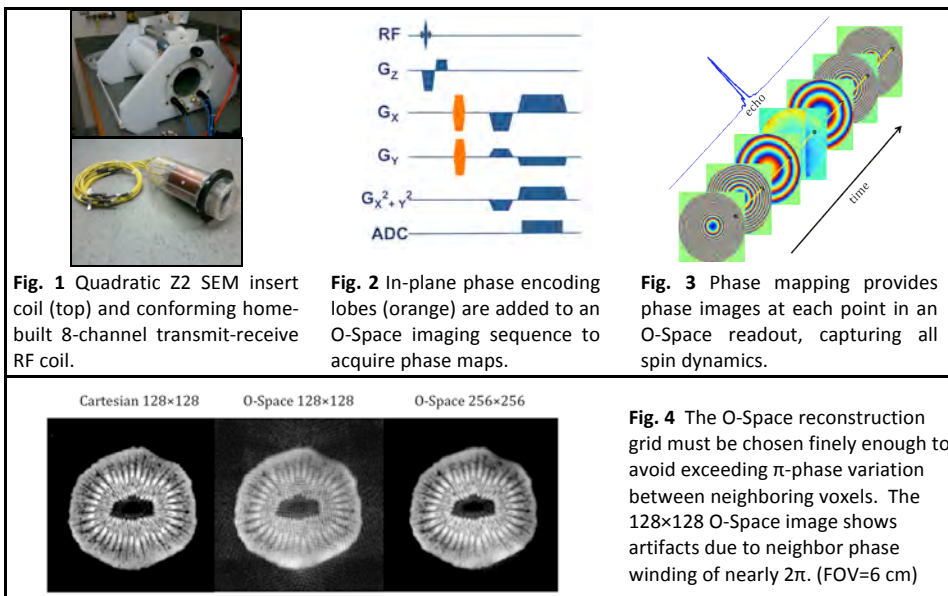 RF
G_Z
G_X
G_Y
G_X² + Y²
ADC
echo
time
Fig. 1 Quadratic Z2 SEM insert
coil (top) and conforming home-
built 8-channel transmit-receive
RF coil.
Fig. 2 In-plane phase encoding
lobes (orange) are added to an
O-Space imaging sequence to
acquire phase maps.
Fig. 3 Phase mapping provides
phase images at each point in an
O-Space readout, capturing all
spin dynamics.
Cartesian 128×128 O-Space 128×128 O-Space 256×256
Fig. 4 The O-Space reconstruction
grid must be chosen finely enough to
avoid exceeding π-phase variation
between neighboring voxels. The
128×128 O-Space image shows
artifacts due to neighbor phase
winding of nearly 2π. (FOV=6 cm)